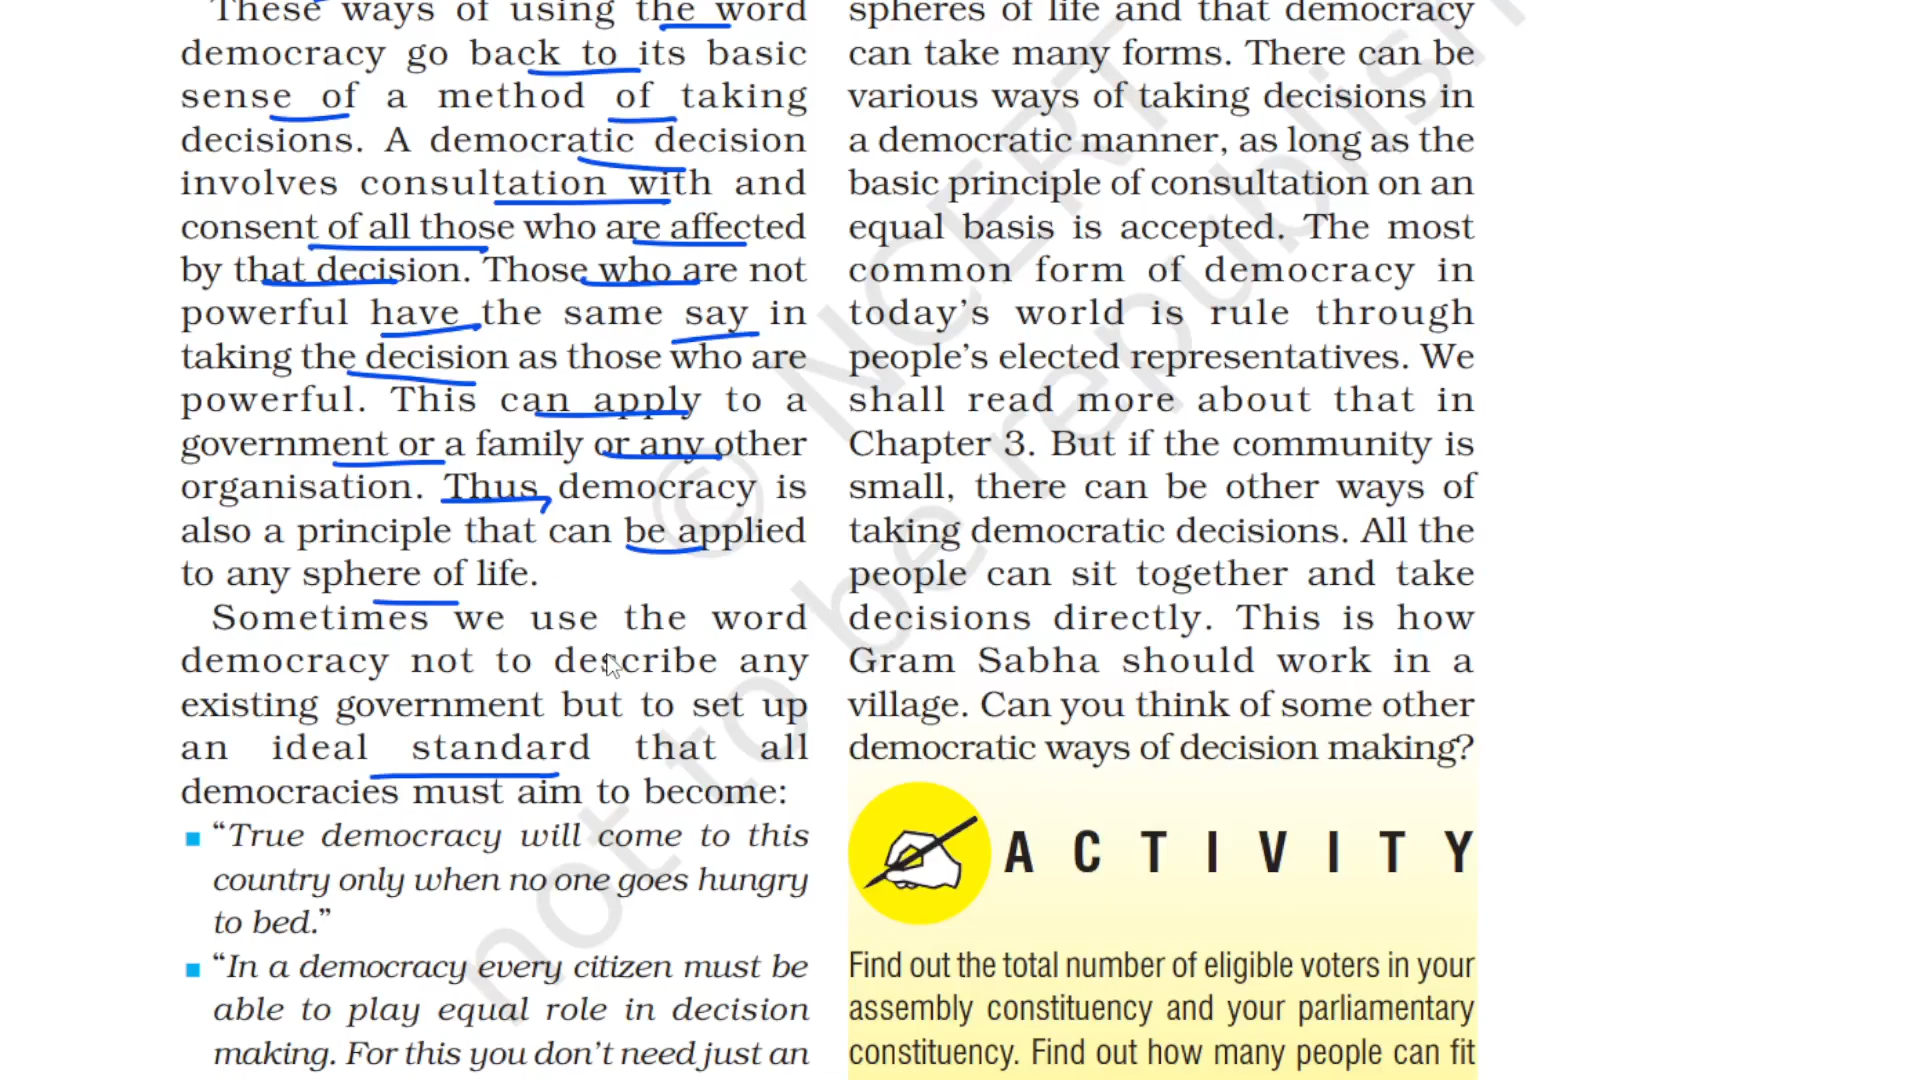 These ways of using the word
democracy go back to its basic
sense of a method of taking
decisions. A democratic decision
involves consultation with and
consent of all those who are affected
by that decision. Those who are not
powerful have the same say in
taking the decision as those who are
powerful. This can apply to a
government or a family or any other
organisation. Thus democracy is
also a principle that can be applied
to any sphere of life.
Sometimes we use the word
democracy not to describe any
existing government but to set up
an ideal standard that all
democracies must aim to become:
“True democracy will come to this
country only when no one goes hungry
to bed.”
“In a democracy every citizen must be
able to play equal role in decision
making. For this you don’t need just an
spheres of life and that democracy
can take many forms. There can be
various ways of taking decisions in
a democratic manner, as long as the
basic principle of consultation on an
equal basis is accepted. The most
common form of democracy in
today’s world is rule through
people’s elected representatives. We
shall read more about that in
Chapter 3. But if the community is
small, there can be other ways of
taking democratic decisions. All the
people can sit together and take
decisions directly. This is how
Gram Sabha should work in a
village. Can you think of some other
democratic ways of decision making?
ACTIVITY
Find out the total number of eligible voters in your
assembly constituency and your parliamentary
constituency. Find out how many people can fit
© NCERT
not to be republish